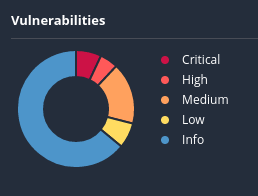 Vulnerabilities
Critical
High
Medium
Low
Info